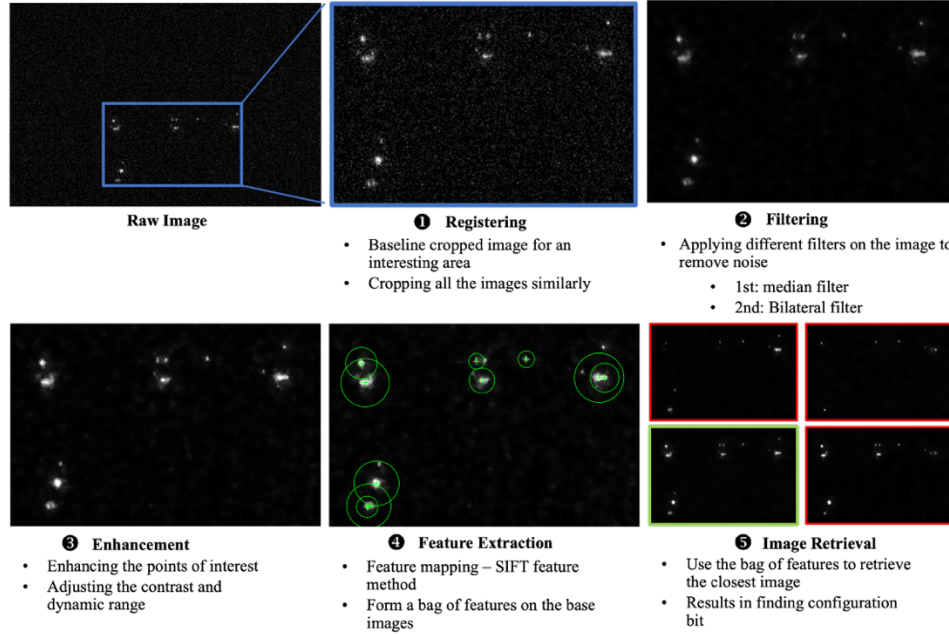 Raw Image
❶ Registering
• Baseline cropped image for an
interesting area
• Cropping all the images similarly
❷ Filtering
• Applying different filters on the image to
remove noise
• 1st: median filter
• 2nd: Bilateral filter
❸ Enhancement
• Enhancing the points of interest
• Adjusting the contrast and
dynamic range
❹ Feature Extraction
• Feature mapping – SIFT feature
method
• Form a bag of features on the base
images
❺ Image Retrieval
• Use the bag of features to retrieve
the closest image
• Results in finding configuration
bit